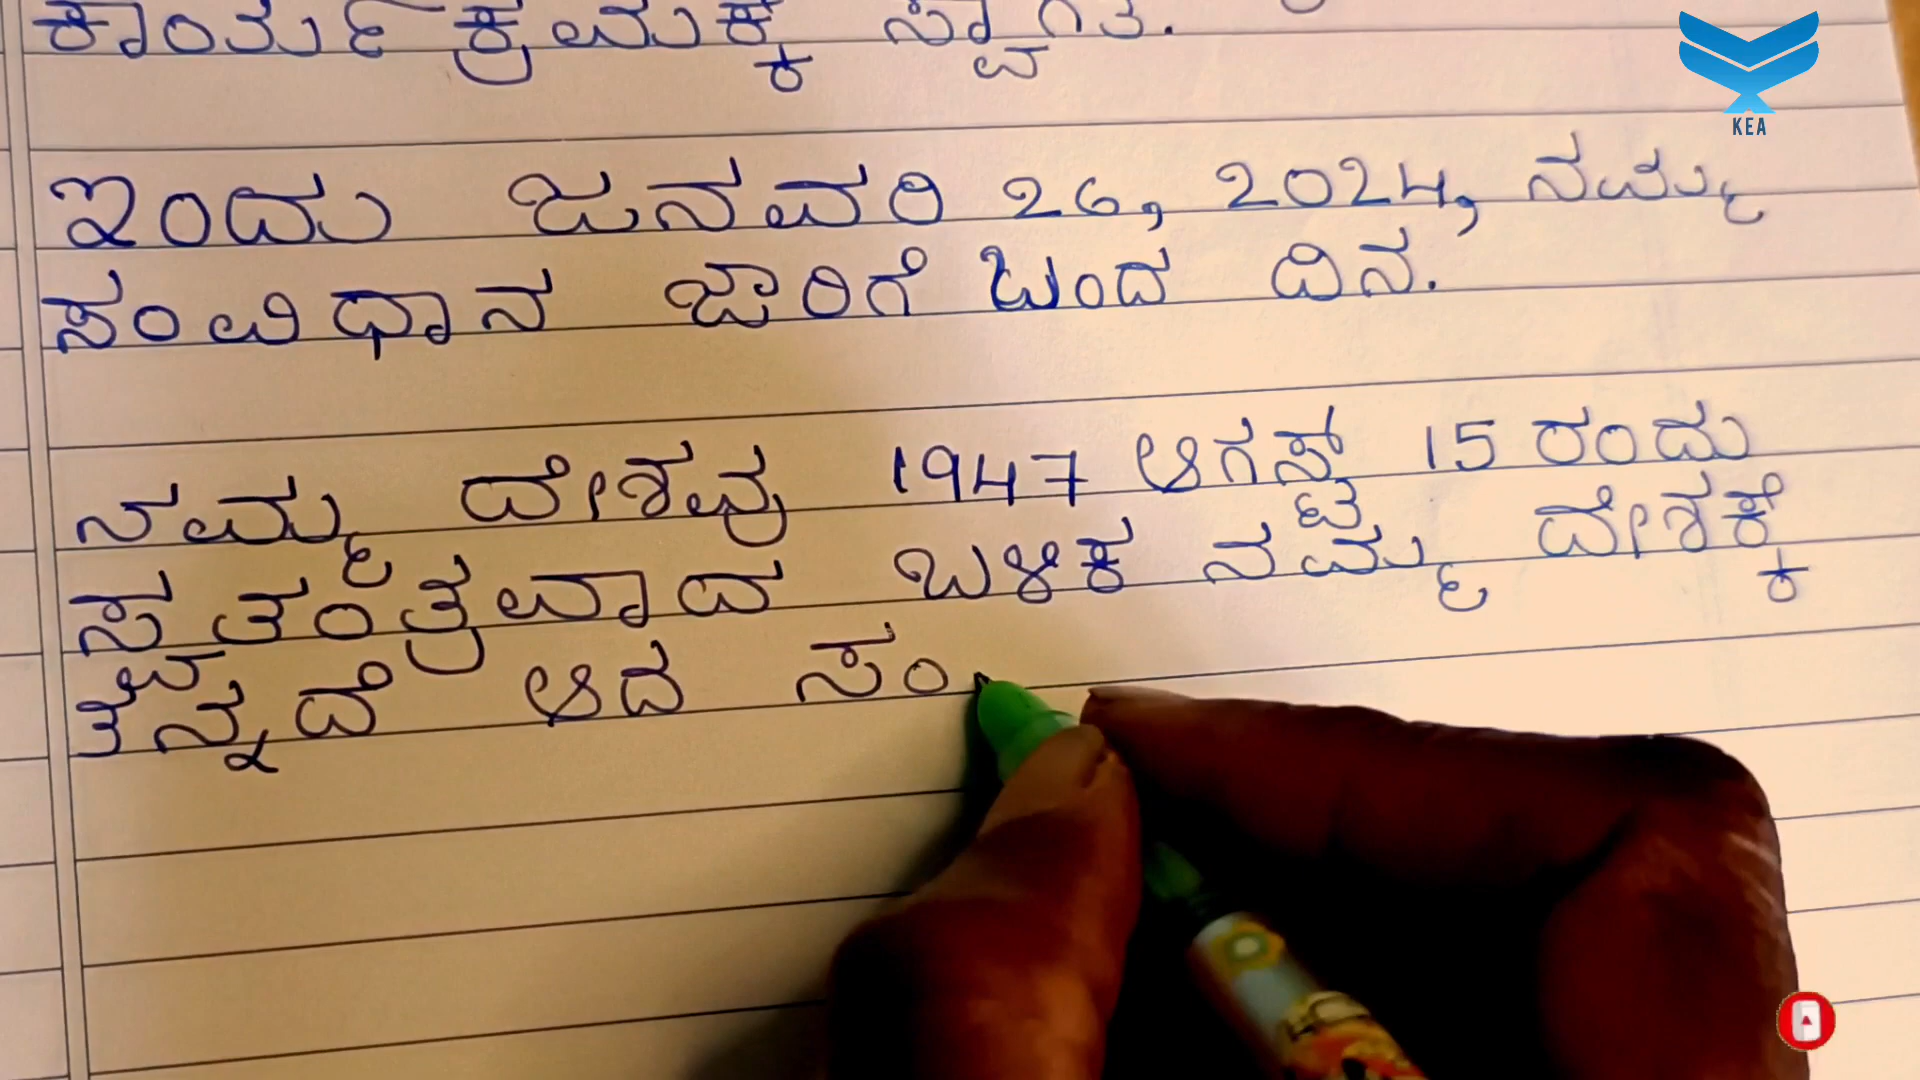 ಕಾರ್ಯಕ್ರಮಕ್ಕೆ ಸ್ವಾಗತ.
KEA
ಇಂದು ಜನವರಿ 26, 2024, ನಮ್ಮ
ಸಂವಿಧಾನ ಜಾರಿಗೆ ಬಂದ ದಿನ.
ನಮ್ಮ ದೇಶವು 1947 ಆಗಸ್ಟ್ 15 ರಂದು
ಸ್ವತಂತ್ರವಾದ ಬಳಿಕ ನಮ್ಮ ದೇಶಕ್ಕೆ
ತನ್ನದೆ ಆದ ಸಂ